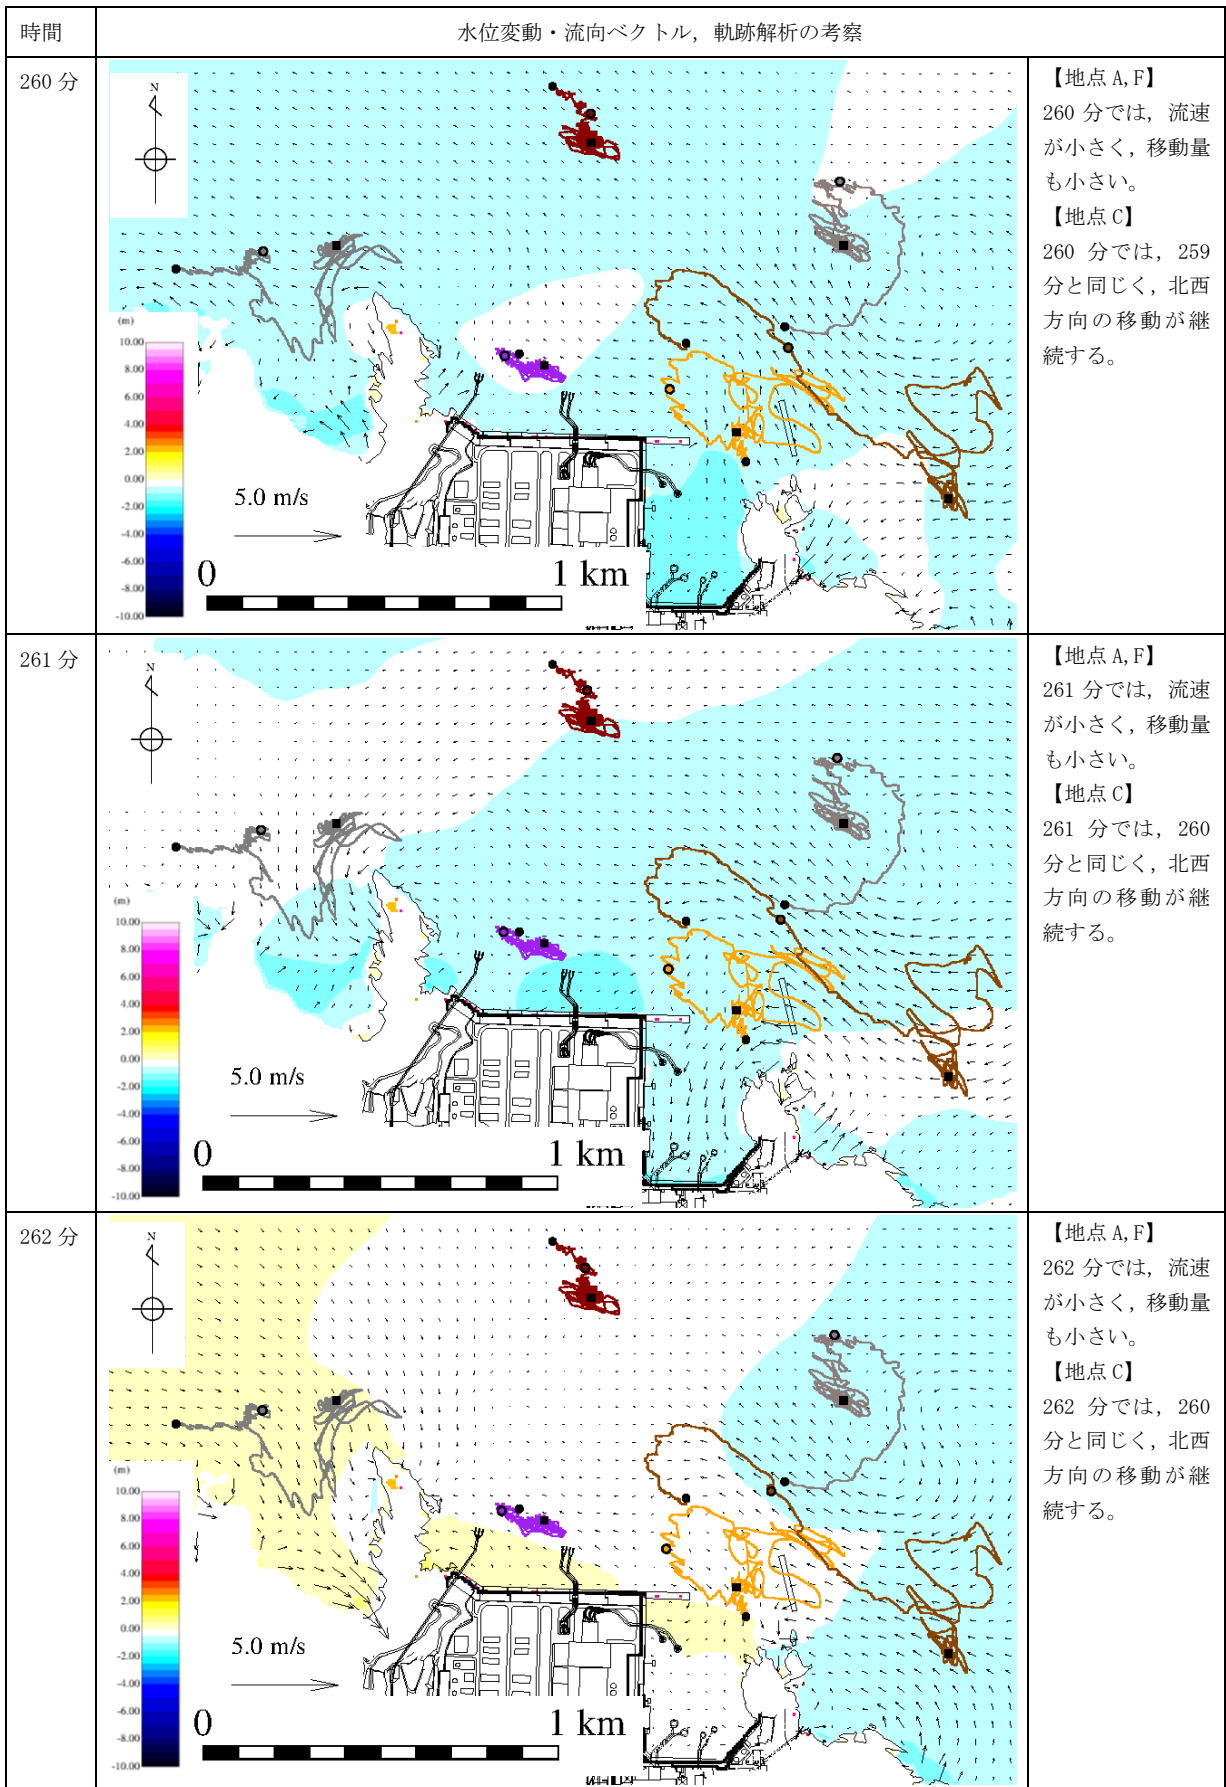 時間
水位変動・流向ベクトル，軌跡解析の考察
260 分
N
(m)
10.00
8.00
6.00
4.00
2.00
0.00
-2.00
-4.00
-6.00
-8.00
-10.00
5.0 m/s
0
1 km
【地点 A,F】
260 分では，流速
が小さく，移動量
も小さい。
【地点 C】
260 分では，259
分と同じく，北西
方向の移動が継
続する。
261 分
N
(m)
10.00
8.00
6.00
4.00
2.00
0.00
-2.00
-4.00
-6.00
-8.00
-10.00
5.0 m/s
0
1 km
【地点 A,F】
261 分では，流速
が小さく，移動量
も小さい。
【地点 C】
261 分では，260
分と同じく，北西
方向の移動が継
続する。
262 分
N
(m)
10.00
8.00
6.00
4.00
2.00
0.00
-2.00
-4.00
-6.00
-8.00
-10.00
5.0 m/s
0
1 km
【地点 A,F】
262 分では，流速
が小さく，移動量
も小さい。
【地点 C】
262 分では，260
分と同じく，北西
方向の移動が継
続する。